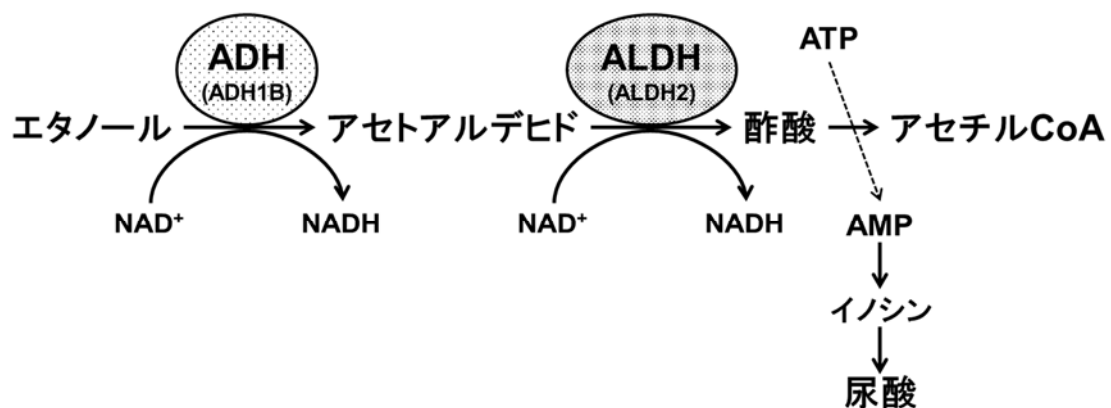 ADH
(ADH1B)
ALDH
(ALDH2)
ATP
エタノール
アセトアルデヒド
酢酸
アセチルCoA
NAD⁺
NADH
NAD⁺
NADH
AMP
イノシン
尿酸